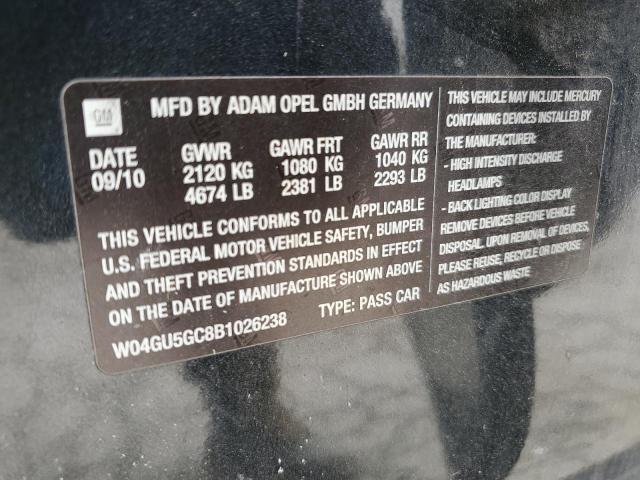 GM
MFD BY ADAM OPEL GMBH GERMANY
DATE GVWR GAWR FRT GAWR RR
09/10 2120 KG 1080 KG 1040 KG
4674 LB 2381 LB 2293 LB
THIS VEHICLE CONFORMS TO ALL APPLICABLE
U.S. FEDERAL MOTOR VEHICLE SAFETY, BUMPER
AND THEFT PREVENTION STANDARDS IN EFFECT
ON THE DATE OF MANUFACTURE SHOWN ABOVE
W04GU5GC8B1026238 TYPE: PASS CAR
THIS VEHICLE MAY INCLUDE MERCURY
CONTAINING DEVICES INSTALLED BY
THE MANUFACTURER:
- HIGH INTENSITY DISCHARGE
HEADLAMPS
- BACK LIGHTING COLOR DISPLAY
REMOVE DEVICES BEFORE VEHICLE
DISPOSAL. UPON REMOVAL OF DEVICES,
PLEASE REUSE, RECYCLE OR DISPOSE
AS HAZARDOUS WASTE